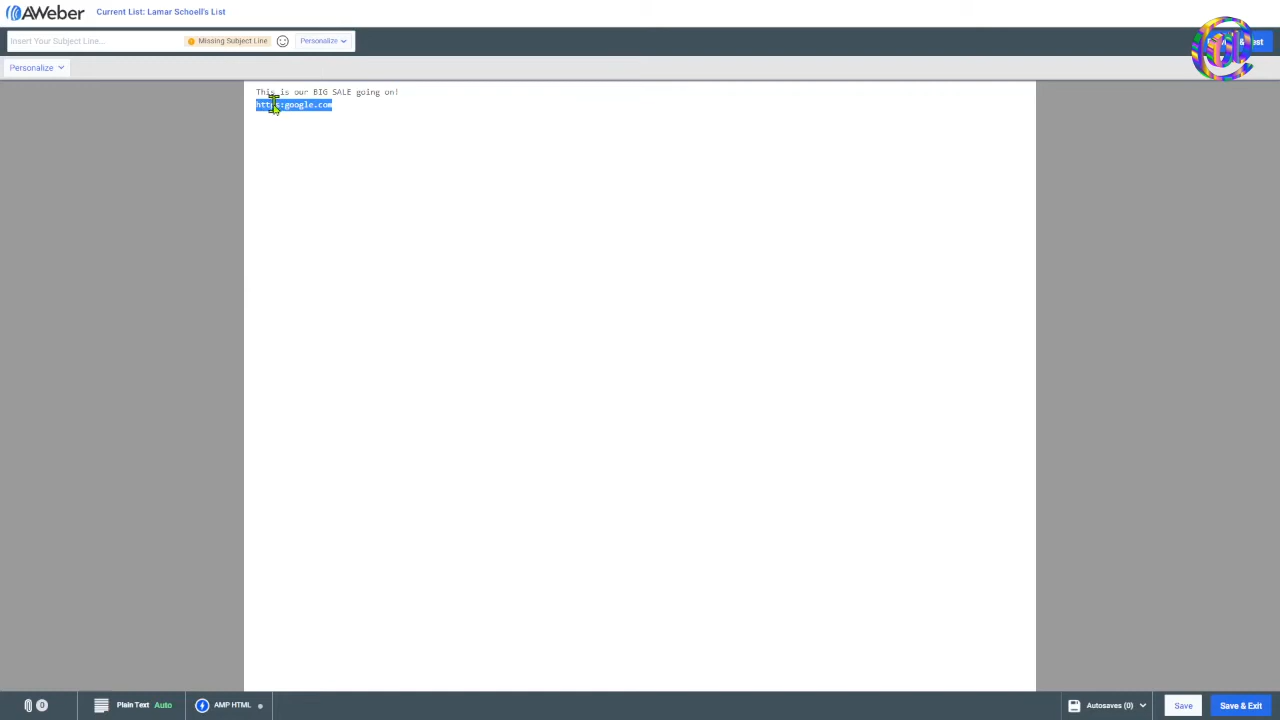 AWeber Current List: Lamar Schoell's List
Insert Your Subject Line... Missing Subject Line Personalize
Personalize
This is our BIG SALE going on!
https:google.com
0 Plain Text Auto AMP HTML Autosaves (0) Save Save & Exit